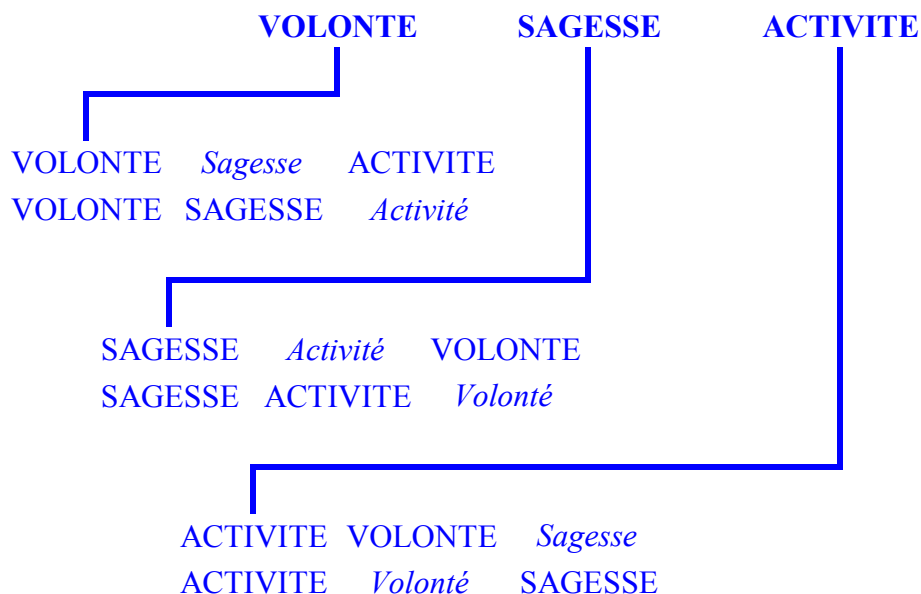 VOLONTE SAGESSE ACTIVITE
VOLONTE Sagesse ACTIVITE
VOLONTE SAGESSE Activité
SAGESSE Activité VOLONTE
SAGESSE ACTIVITE Volonté
ACTIVITE VOLONTE Sagesse
ACTIVITE Volonté SAGESSE